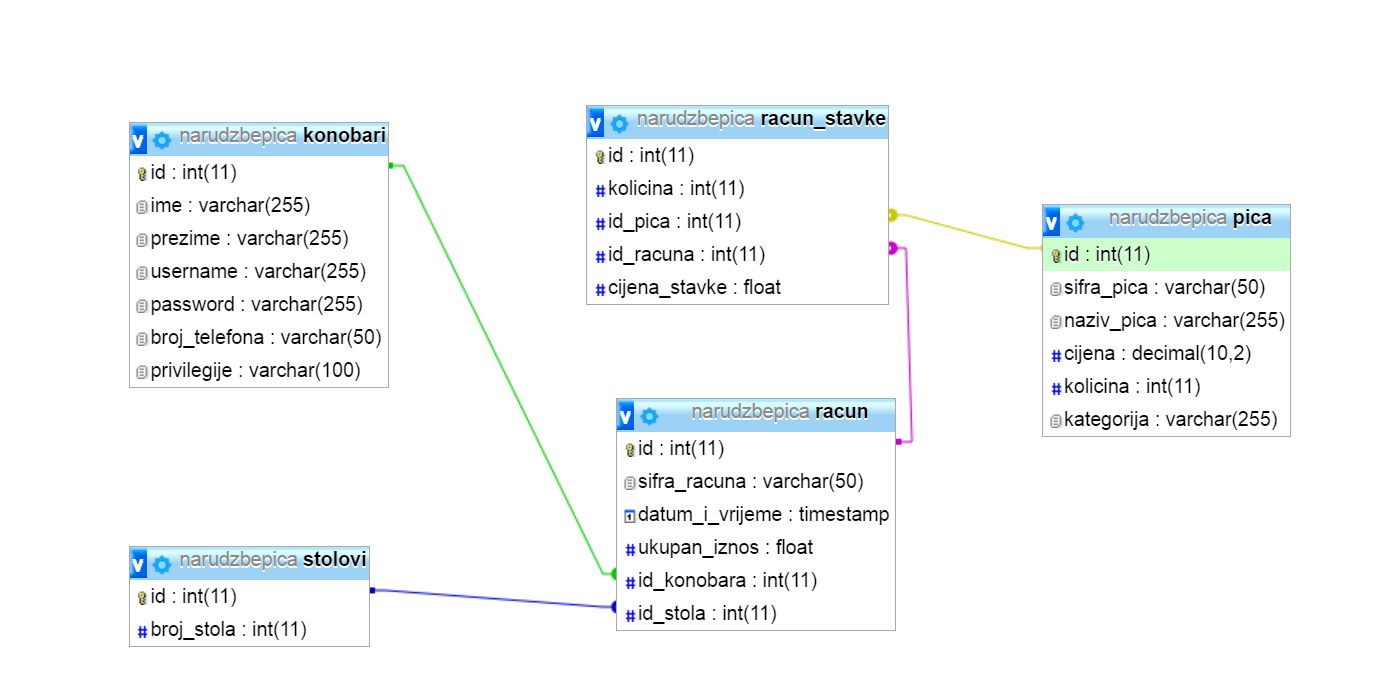 narudzbepica konobari
id : int(11)
ime : varchar(255)
prezime : varchar(255)
username : varchar(255)
password : varchar(255)
broj_telefona : varchar(50)
privilegije : varchar(100)
narudzbepica stolovi
id : int(11)
broj_stola : int(11)
narudzbepica racun_stavke
id : int(11)
kolicina : int(11)
id_pica : int(11)
id_racuna : int(11)
cijena_stavke : float
narudzbepica racun
id : int(11)
sifra_racuna : varchar(50)
datum_i_vrijeme : timestamp
ukupan_iznos : float
id_konobara : int(11)
id_stola : int(11)
narudzbepica pica
id : int(11)
sifra_pica : varchar(50)
naziv_pica : varchar(255)
cijena : decimal(10,2)
kolicina : int(11)
kategorija : varchar(255)